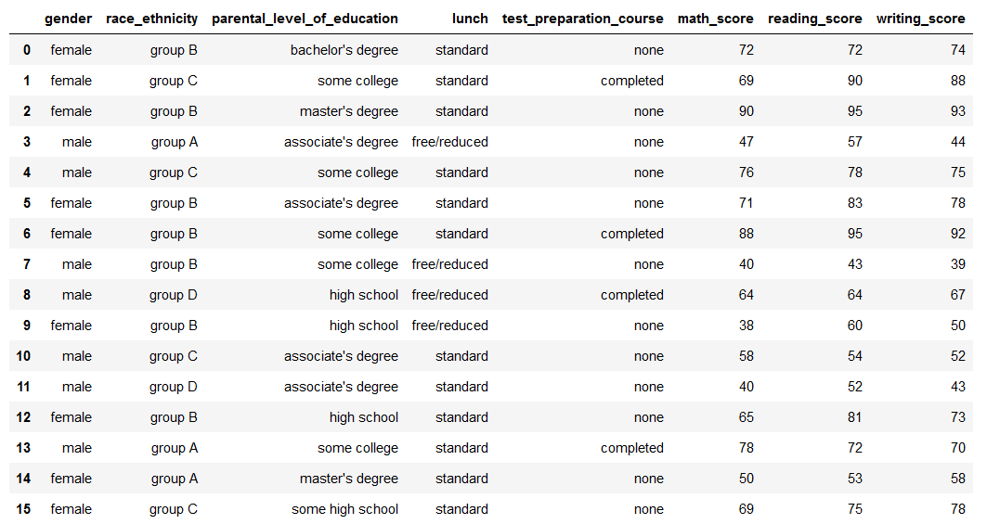 gender race_ethnicity parental_level_of_education lunch test_preparation_course math_score reading_score writing_score
0 female group B bachelor's degree standard none 72 72 74
1 female group C some college standard completed 69 90 88
2 female group B master's degree standard none 90 95 93
3 male group A associate's degree free/reduced none 47 57 44
4 male group C some college standard none 76 78 75
5 female group B associate's degree standard none 71 83 78
6 female group B some college standard completed 88 95 92
7 male group B some college free/reduced none 40 43 39
8 male group D high school free/reduced completed 64 64 67
9 female group B high school free/reduced none 38 60 50
10 male group C associate's degree standard none 58 54 52
11 male group D associate's degree standard none 40 52 43
12 female group B high school standard none 65 81 73
13 male group A some college standard completed 78 72 70
14 female group A master's degree standard none 50 53 58
15 female group C some high school standard none 69 75 78